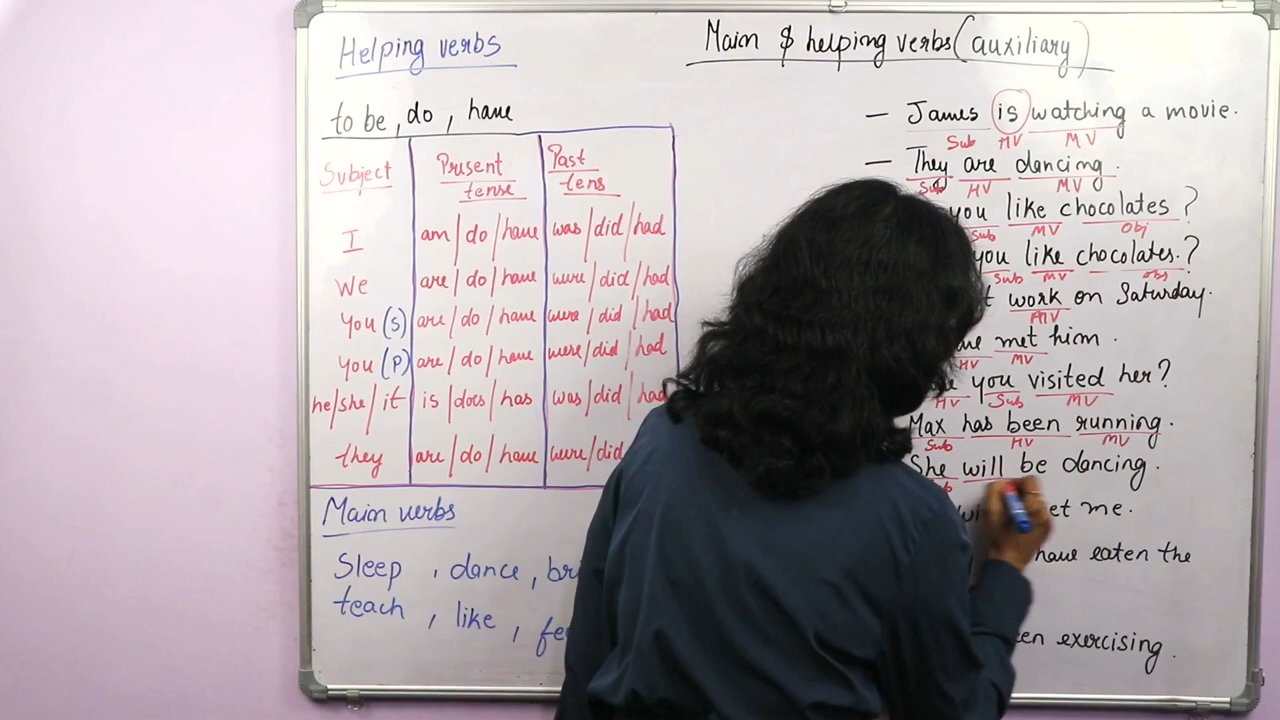 Helping verbs
to be, do, have
Subject Present tense Past tens
I am/do/have was/did/had
We are/do/have were/did/had
You (S) are/do/have were/did/had
You (P) are/do/have were/did/had
he/she/it is/does/has was/did/had
they are/do/have were/did
Main verbs
Sleep, dance,
teach, like,
Main & helping verbs (auxiliary)
— James is watching a movie.
Sub HV MV
— They are dancing.
Sub HV MV
you like chocolates?
Sub MV Obj
you like chocolates.?
Sub MV Obj
work on Saturday.
MV
met him.
HV MV
you visited her?
HV Sub MV
Max has been running.
Sub HV MV
She will be dancing.
me.
have eaten the
exercising.